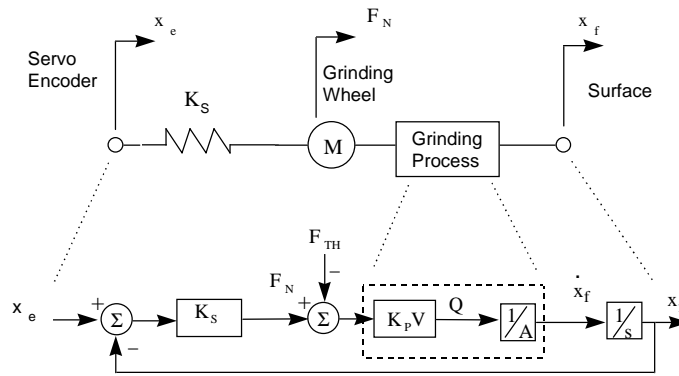 x e
F N
x f
Servo
Encoder
Grinding
Wheel
Surface
K S
M
Grinding
Process
F TH
x e
+
Σ
−
K S
F N
+
−
Σ
K P V
Q
1/A
ẋ f
1/s
x